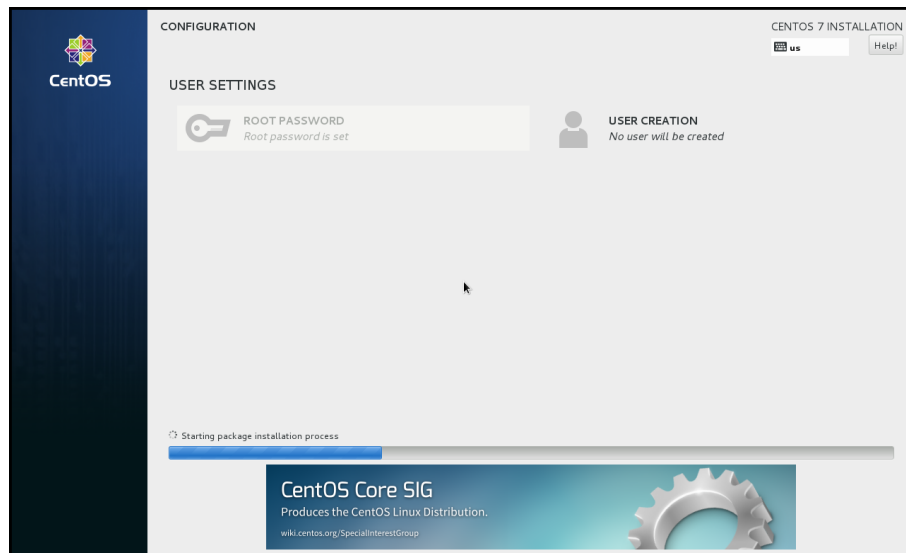 CentOS
CONFIGURATION
CENTOS 7 INSTALLATION
us
Help!
USER SETTINGS
ROOT PASSWORD
Root password is set
USER CREATION
No user will be created
Starting package installation process
CentOS Core SIG
Produces the CentOS Linux Distribution.
wiki.centos.org/SpecialInterestGroup